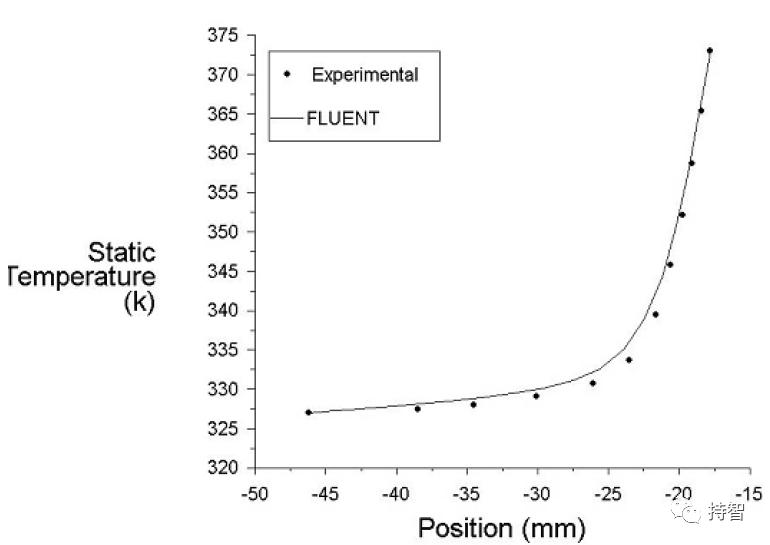 375
370
365
360
355
350
345
340
335
330
325
320
Experimental
FLUENT
Static
Temperature
(k)
-50
-45
-40
-35
-30
-25
-20
-15
Position (mm)
持智